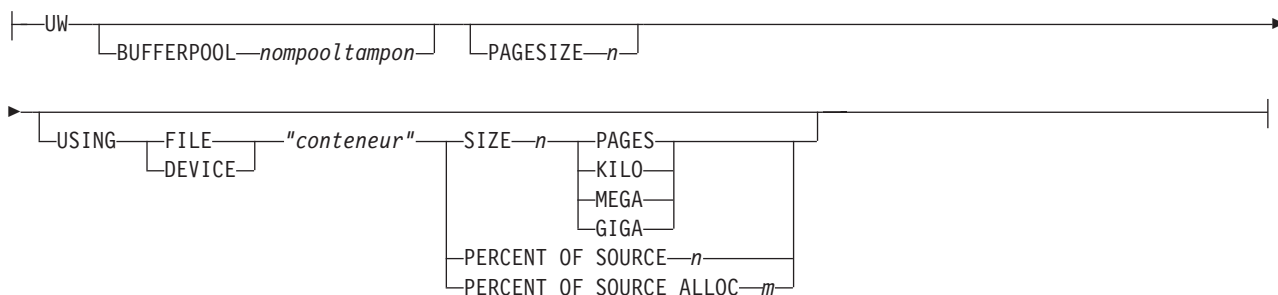 UW
BUFFERPOOL nompooltampon PAGESIZE n
USING FILE "conteneur" SIZE n PAGES
DEVICE KILO
MEGA
GIGA
PERCENT OF SOURCE n
PERCENT OF SOURCE ALLOC m